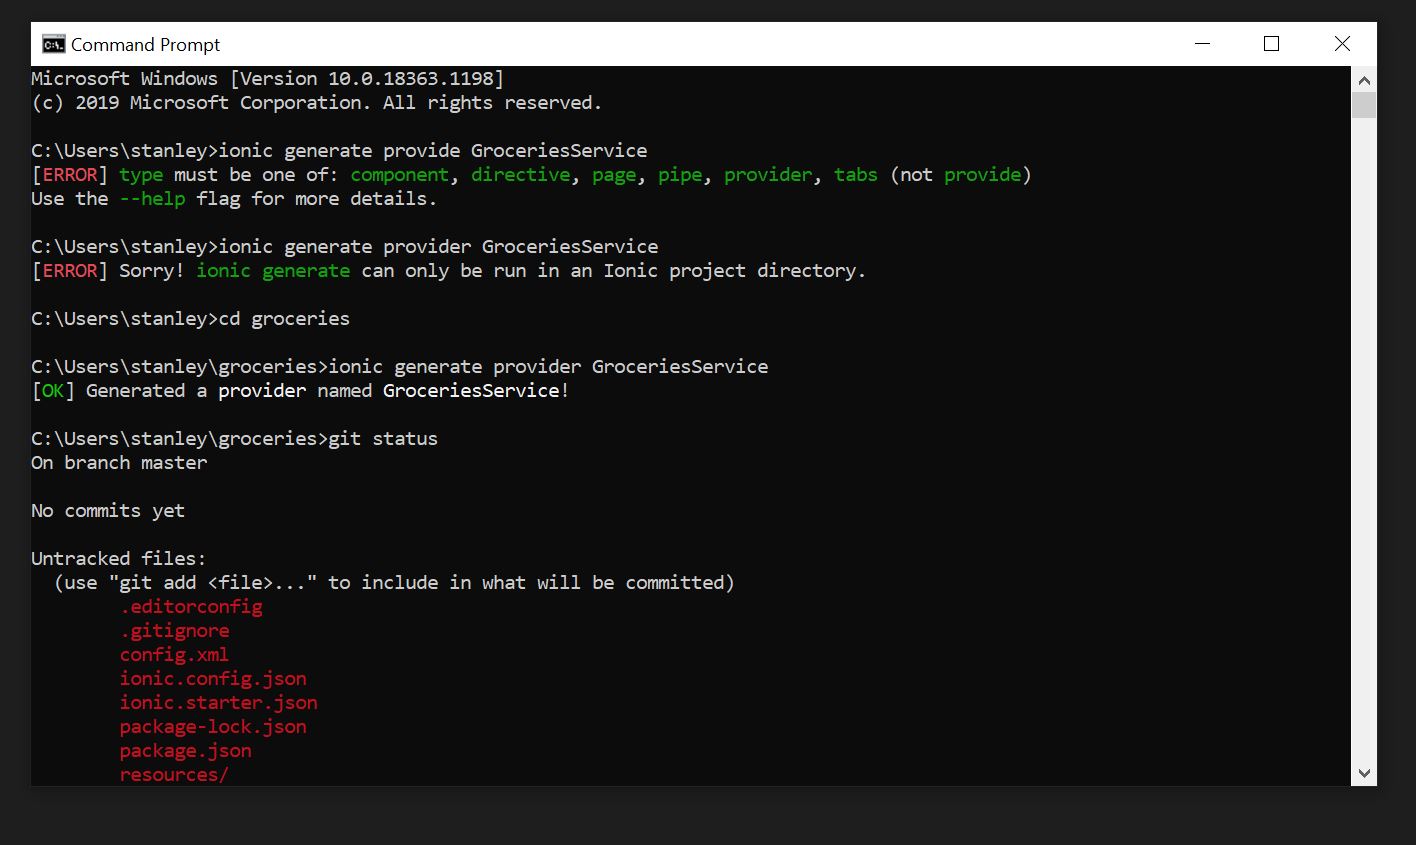 Command Prompt
Microsoft Windows [Version 10.0.18363.1198]
(c) 2019 Microsoft Corporation. All rights reserved.
C:\Users\stanley>ionic generate provide GroceriesService
[ERROR] type must be one of: component, directive, page, pipe, provider, tabs (not provide)
Use the --help flag for more details.
C:\Users\stanley>ionic generate provider GroceriesService
[ERROR] Sorry! ionic generate can only be run in an Ionic project directory.
C:\Users\stanley>cd groceries
C:\Users\stanley\groceries>ionic generate provider GroceriesService
[OK] Generated a provider named GroceriesService!
C:\Users\stanley\groceries>git status
On branch master
No commits yet
Untracked files:
  (use "git add <file>..." to include in what will be committed)
        .editorconfig
        .gitignore
        config.xml
        ionic.config.json
        ionic.starter.json
        package-lock.json
        package.json
        resources/